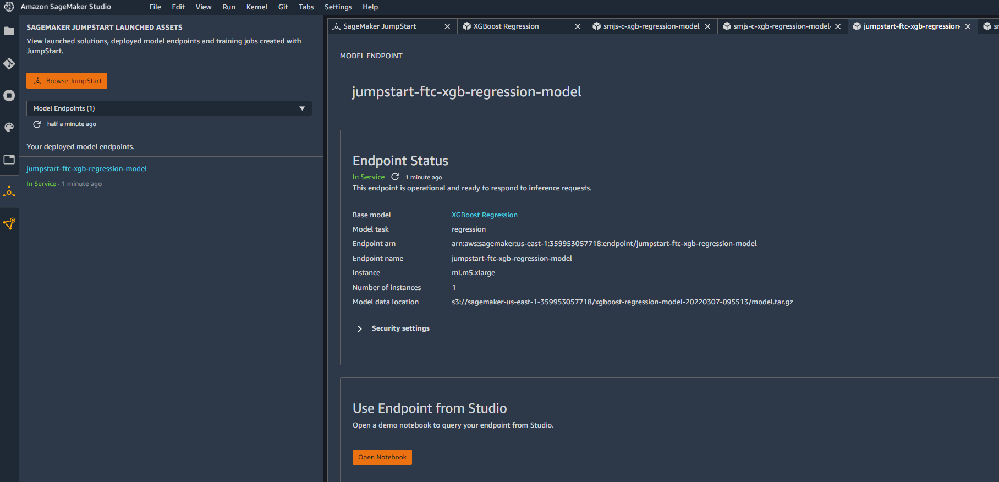 Amazon SageMaker Studio File Edit View Run Kernel Git Tabs Settings Help
SAGEMAKER JUMPSTART LAUNCHED ASSETS
View launched solutions, deployed model endpoints and training jobs created with
JumpStart.
Browse JumpStart
Model Endpoints (1)
half a minute ago
Your deployed model endpoints.
jumpstart-ftc-xgb-regression-model
In Service · 1 minute ago
SageMaker JumpStart XGBoost Regression smjs-c-xgb-regression-model- smjs-c-xgb-regression-model- jumpstart-ftc-xgb-regression-
MODEL ENDPOINT
jumpstart-ftc-xgb-regression-model
Endpoint Status
In Service 1 minute ago
This endpoint is operational and ready to respond to inference requests.
Base model XGBoost Regression
Model task regression
Endpoint arn arn:aws:sagemaker:us-east-1:359953057718:endpoint/jumpstart-ftc-xgb-regression-model
Endpoint name jumpstart-ftc-xgb-regression-model
Instance ml.m5.xlarge
Number of instances 1
Model data location s3://sagemaker-us-east-1-359953057718/xgboost-regression-model-20220307-095513/model.tar.gz
Security settings
Use Endpoint from Studio
Open a demo notebook to query your endpoint from Studio.
Open Notebook